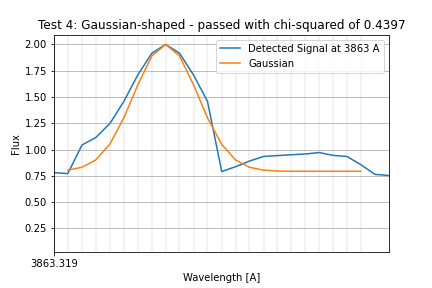 Test 4: Gaussian-shaped - passed with chi-squared of 0.4397
2.00
1.75
1.50
1.25
1.00
0.75
0.50
0.25
Flux
Detected Signal at 3863 A
Gaussian
3863.319
Wavelength [A]